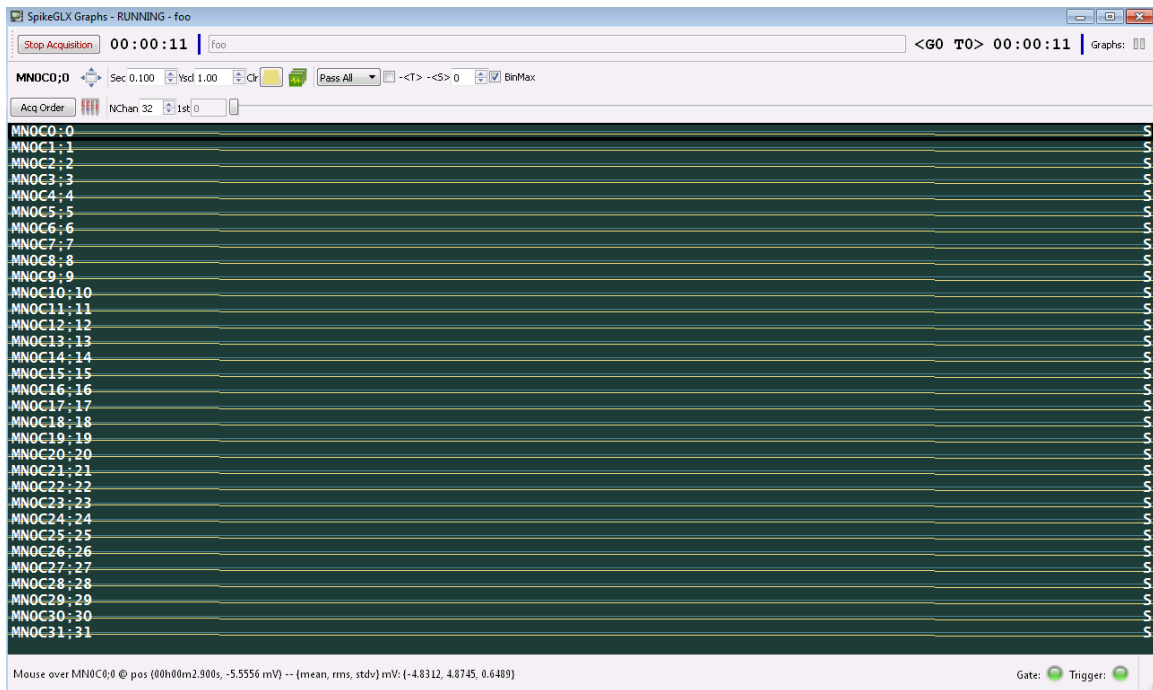 SpikeGLX Graphs - RUNNING - foo
Stop Acquisition 00:00:11 foo <G0 T0> 00:00:11 Graphs:
MN0C0;0 Sec 0.100 Yscl 1.00 Clr Pass All -<T> -<S> 0 BinMax
Acq Order NChan 32 1st 0
MN0C0;0 S
MN0C1;1 S
MN0C2;2 S
MN0C3;3 S
MN0C4;4 S
MN0C5;5 S
MN0C6;6 S
MN0C7;7 S
MN0C8;8 S
MN0C9;9 S
MN0C10;10 S
MN0C11;11 S
MN0C12;12 S
MN0C13;13 S
MN0C14;14 S
MN0C15;15 S
MN0C16;16 S
MN0C17;17 S
MN0C18;18 S
MN0C19;19 S
MN0C20;20 S
MN0C21;21 S
MN0C22;22 S
MN0C23;23 S
MN0C24;24 S
MN0C25;25 S
MN0C26;26 S
MN0C27;27 S
MN0C28;28 S
MN0C29;29 S
MN0C30;30 S
MN0C31;31 S
Mouse over MN0C0;0 @ pos {00h00m2.900s, -5.5556 mV} -- {mean, rms, stdv} mV: {-4.8312, 4.8745, 0.6489} Gate: Trigger: